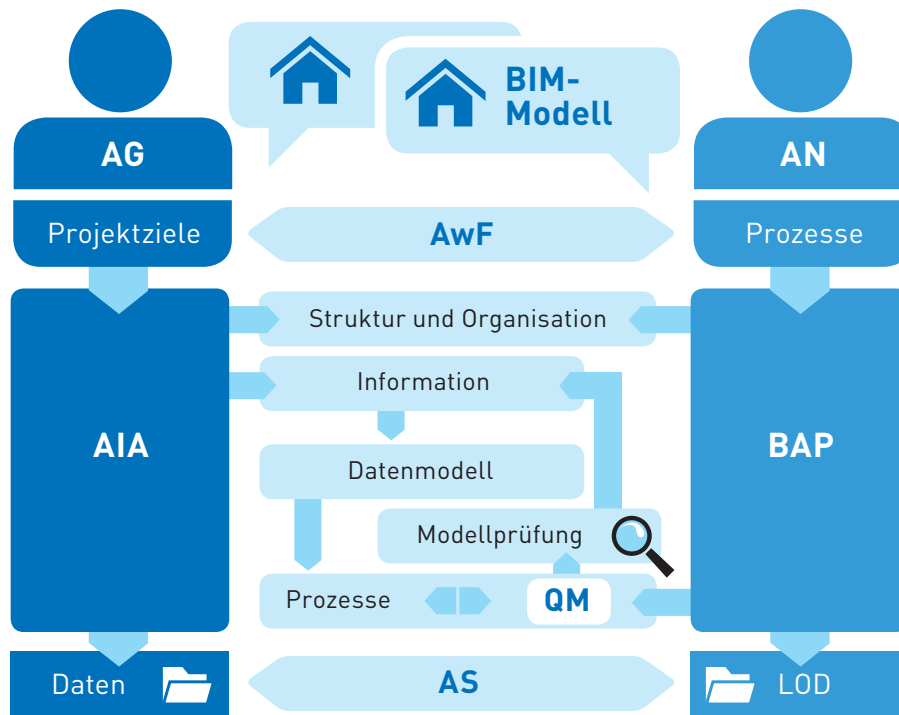 BIM-
Modell
AG
AN
Projektziele
AwF
Prozesse
Struktur und Organisation
Information
AIA
BAP
Datenmodell
Modellprüfung
Prozesse
QM
Daten
AS
LOD